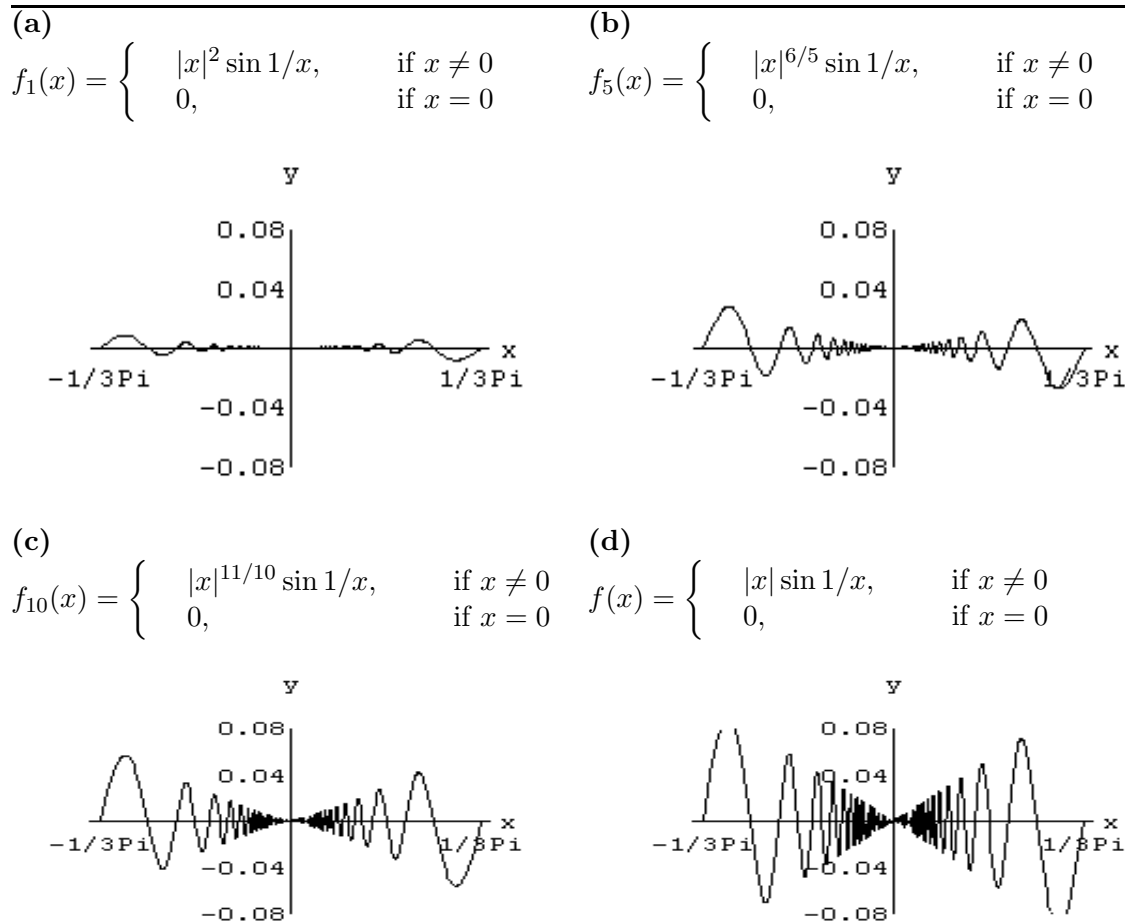 (a)
f₁(x) = { |x|² sin 1/x, if x ≠ 0
0, if x = 0
y
0.08
0.04
x
-1/3Pi 1/3Pi
-0.04
-0.08
(b)
f₅(x) = { |x|^{6/5} sin 1/x, if x ≠ 0
0, if x = 0
y
0.08
0.04
x
-1/3Pi 1/3Pi
-0.04
-0.08
(c)
f₁₀(x) = { |x|^{11/10} sin 1/x, if x ≠ 0
0, if x = 0
y
0.08
0.04
x
-1/3Pi 1/3Pi
-0.04
-0.08
(d)
f(x) = { |x| sin 1/x, if x ≠ 0
0, if x = 0
y
0.08
0.04
x
-1/3Pi 1/3Pi
-0.04
-0.08